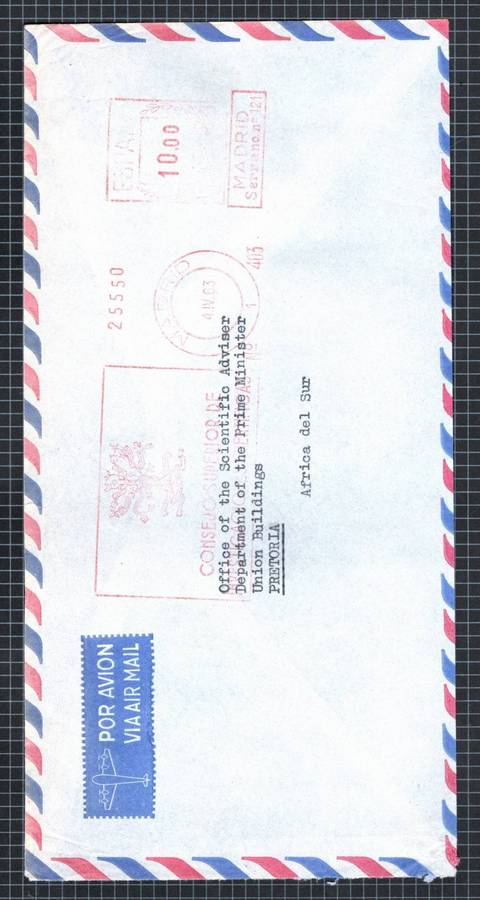 ESPAÑA
10.00
MADRID
Serrano nº 121
25550
MADRID
4.IV.63
1
403
CONSEJO SUPERIOR DE
Office of the Scientific Adviser
Department of the Prime Minister
Union Buildings
PRETORIA
Africa del Sur
POR AVION
VIA AIR MAIL